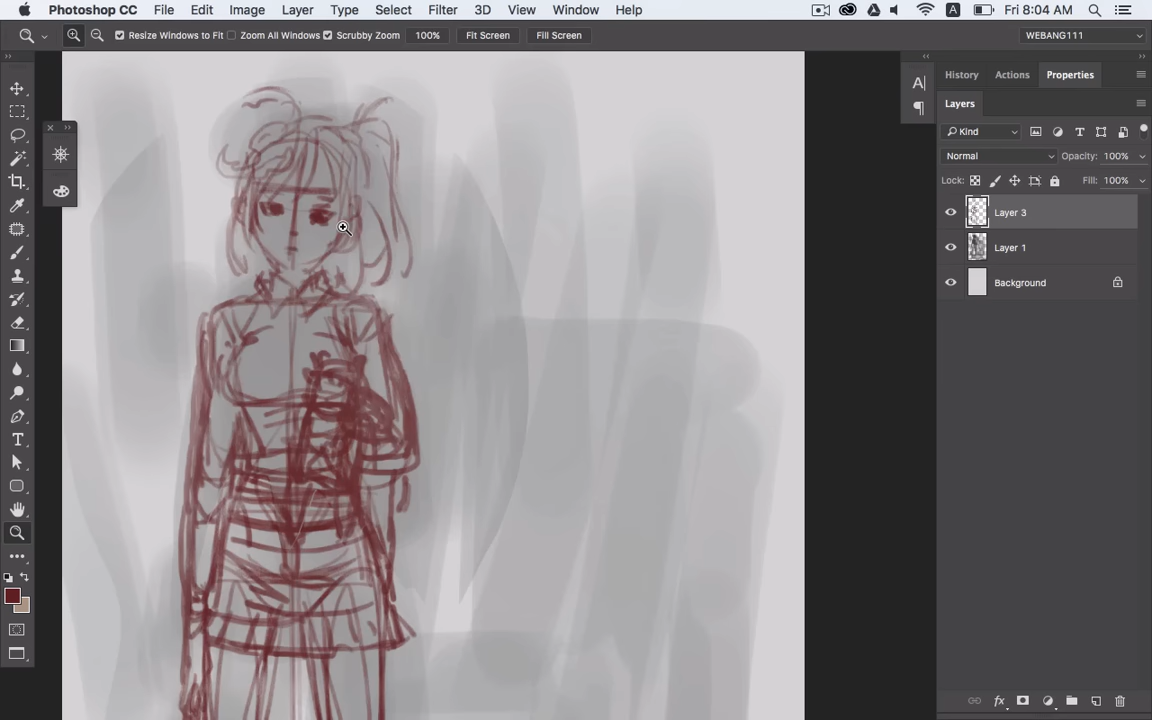 Photoshop CC File Edit Image Layer Type Select Filter 3D View Window Help A Fri 8:04 AM
Resize Windows to Fit Zoom All Windows Scrubby Zoom 100% Fit Screen Fill Screen WEBANG111
History Actions Properties
Layers
Kind
Normal Opacity: 100%
Lock: Fill: 100%
Layer 3
Layer 1
Background